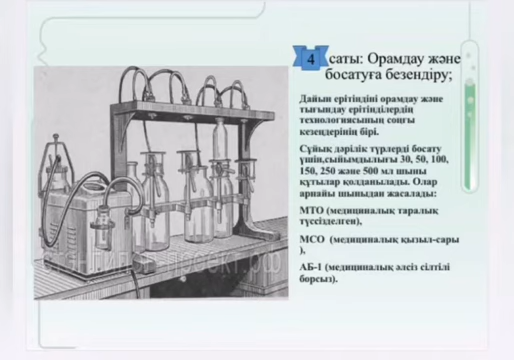 4 саты: Орамдау және
босатуға безендіру;
Дайын ерітіндіні орамдау және
тығындау ерітінділердің
технологиясының соңғы
кезеңдерінің бірі.
Сұйық дәрілік түрлерді босату
үшін,сыйымдылығы 30, 50, 100,
150, 250 және 500 мл шыны
құтылар қолданылады. Олар
арнайы шыныдан жасалады:
МТО (медициналық таралық
түссізделген),
МСО (медициналық қызыл-сары
),
АБ-1 (медициналық әлсіз сілтілі
борсыз).